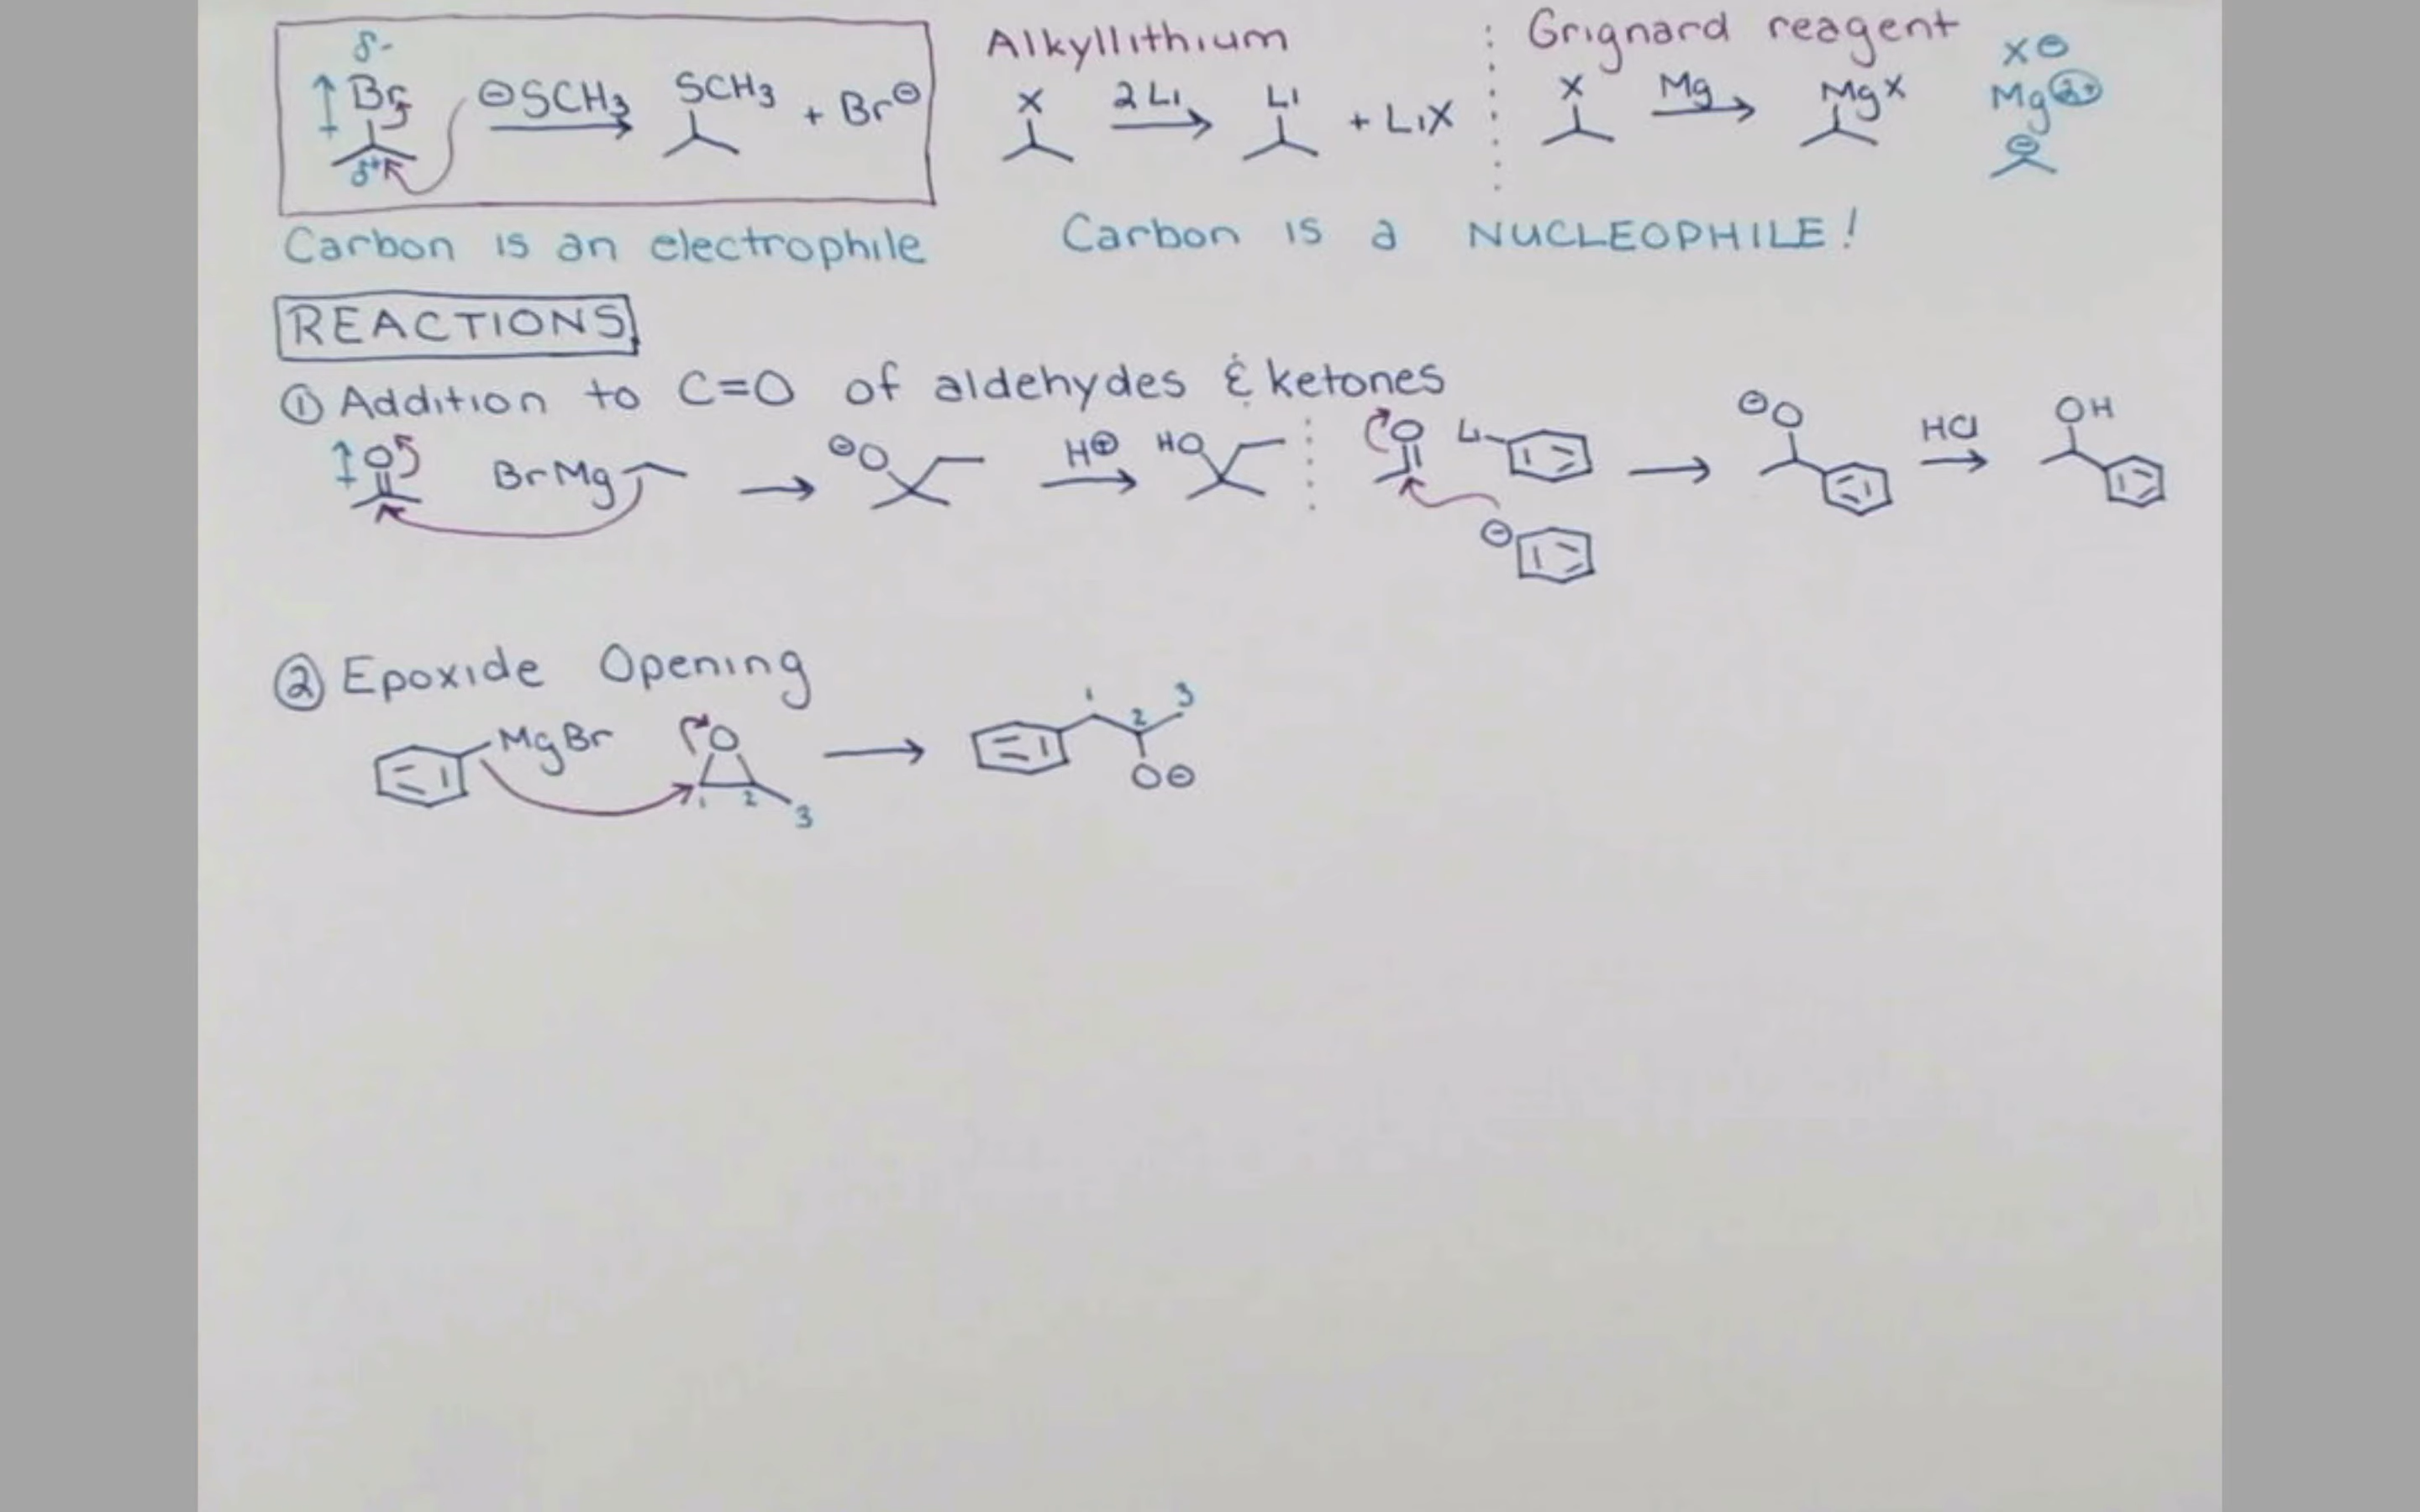 Alkyllithium
Grignard reagent
δ-
Br
δ+
⊖SCH3
SCH3
+ Br⊖
X
2 Li
Li
+ LiX
X
Mg
MgX
X⊖
Mg2+
⊖
Carbon is an electrophile
Carbon is a NUCLEOPHILE!
REACTIONS
① Addition to C=O of aldehydes & ketones
O
BrMg
⊖O
H⊕
HO
O
Li
⊖
⊖O
HCl
OH
② Epoxide Opening
MgBr
O
1
2
3
1
2
3
O⊖